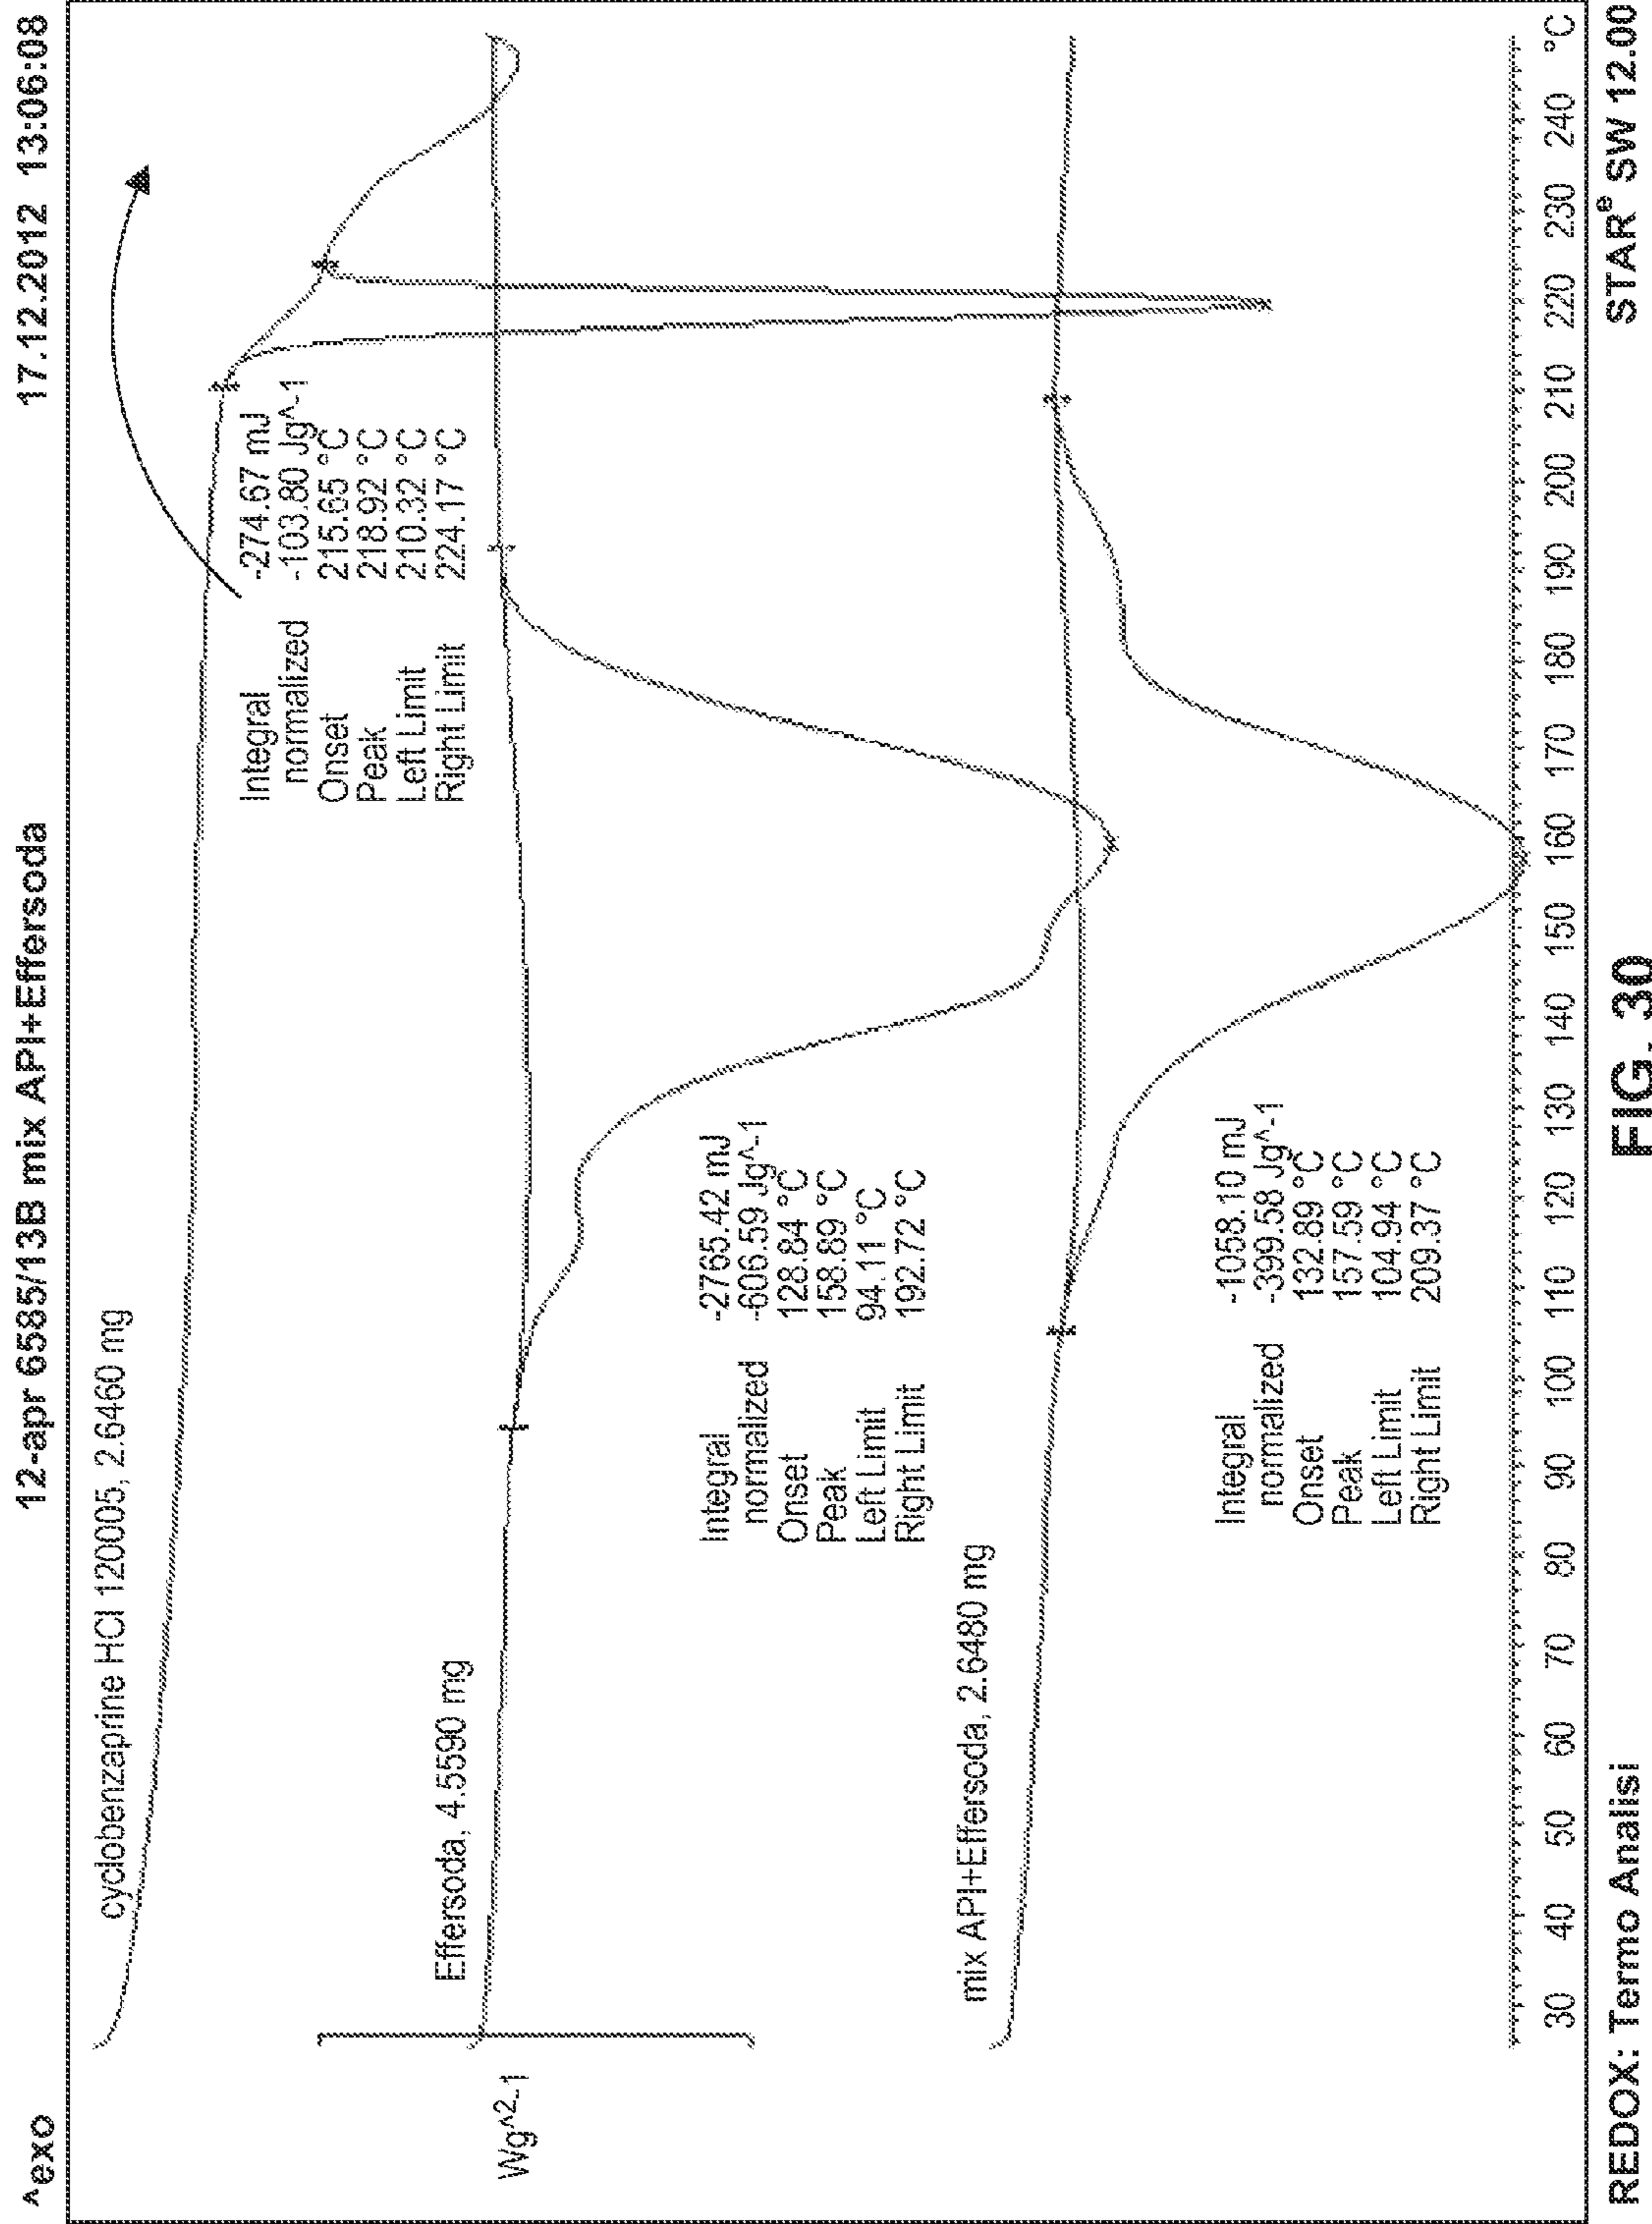 ^exo
12-apr 6585/13B mix API+Effersoda
17.12.2012 13:06:08
cyclobenzaprine HCl 120005, 2.6460 mg
Integral -274.67 mJ
normalized -103.80 Jg^-1
Onset 215.65 °C
Peak 218.92 °C
Left Limit 210.32 °C
Right Limit 224.17 °C
Effersoda, 4.5590 mg
Wg^2-1
Integral -2765.42 mJ
normalized -606.59 Jg^-1
Onset 128.84 °C
Peak 158.89 °C
Left Limit 94.11 °C
Right Limit 192.72 °C
mix API+Effersoda, 2.6480 mg
Integral -1058.10 mJ
normalized -399.58 Jg^-1
Onset 132.89 °C
Peak 157.59 °C
Left Limit 104.94 °C
Right Limit 209.37 °C
30 40 50 60 70 80 90 100 110 120 130 140 150 160 170 180 190 200 210 220 230 240 °C
REDOX: Termo Analisi
STARe SW 12.00
FIG. 30